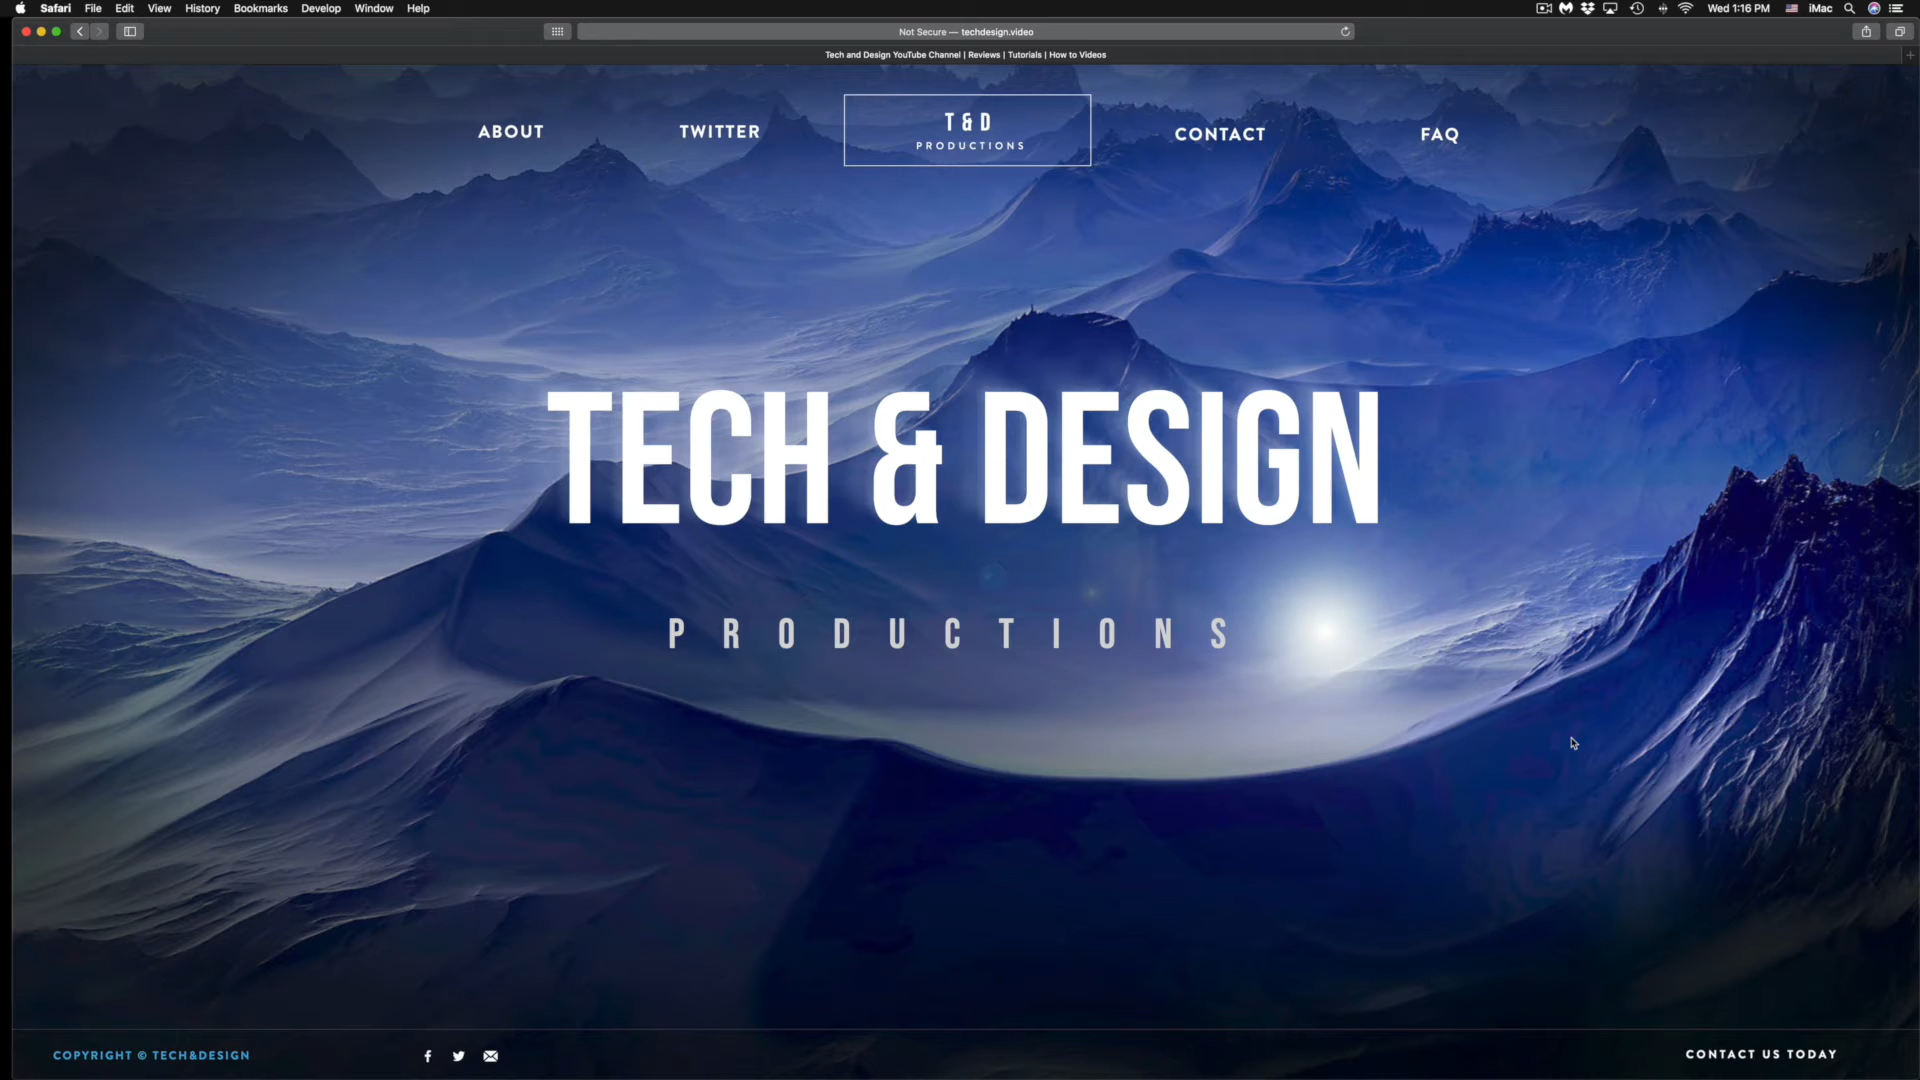 Safari File Edit View History Bookmarks Develop Window Help Wed 1:16 PM iMac
Not Secure — techdesign.video
Tech and Design YouTube Channel | Reviews | Tutorials | How to Videos
ABOUT TWITTER T & D CONTACT FAQ
PRODUCTIONS
TECH & DESIGN
PRODUCTIONS
COPYRIGHT © TECH&DESIGN CONTACT US TODAY